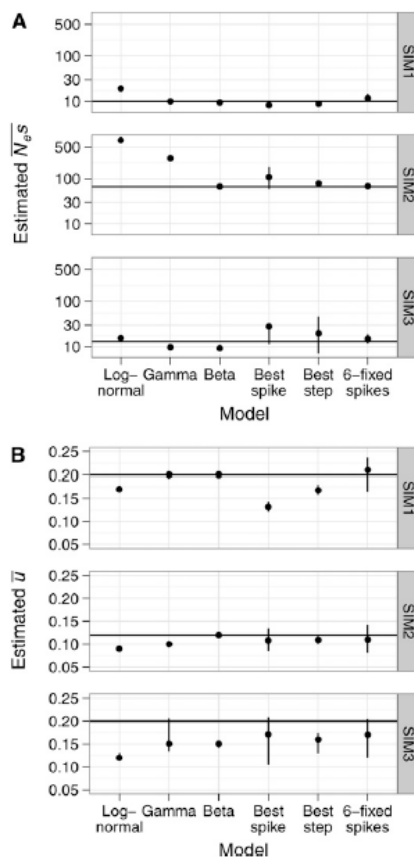 A
500
100
30
10
SIM1
500
100
30
10
SIM2
500
100
30
10
SIM3
Estimated N̅ₑs̅
Log–
normal
Gamma
Beta
Best
spike
Best
step
6-fixed
spikes
Model
B
0.25
0.20
0.15
0.10
0.05
SIM1
0.25
0.20
0.15
0.10
0.05
SIM2
0.25
0.20
0.15
0.10
0.05
SIM3
Estimated u̅
Log–
normal
Gamma
Beta
Best
spike
Best
step
6-fixed
spikes
Model